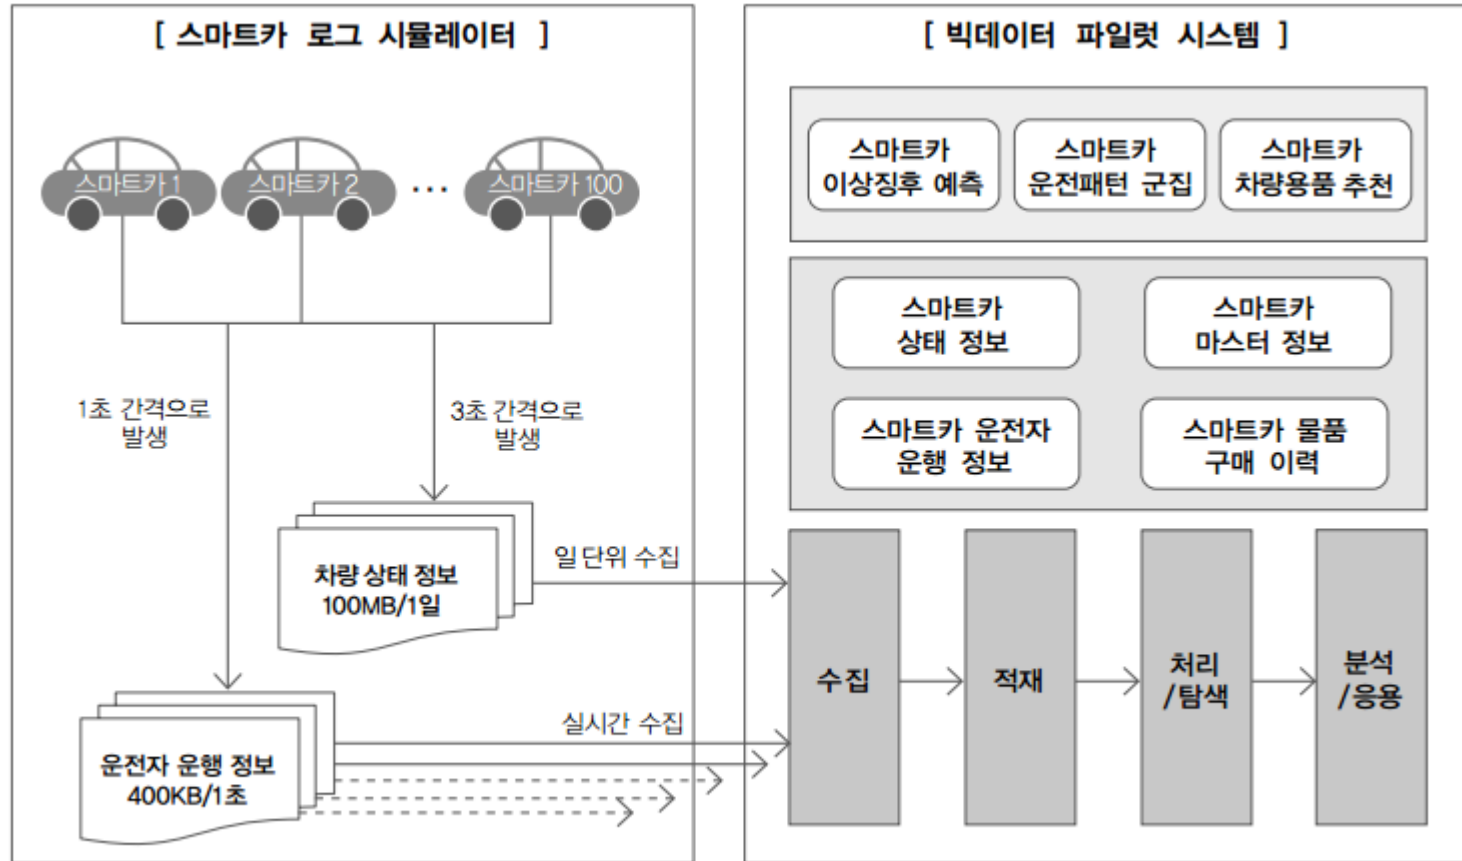 [ 스마트카 로그 시뮬레이터 ]
스마트카 1
스마트카 2
...
스마트카 100
1초 간격으로
발생
3초 간격으로
발생
차량 상태 정보
100MB/1일
일 단위 수집
운전자 운행 정보
400KB/1초
실시간 수집
[ 빅데이터 파일럿 시스템 ]
스마트카
이상징후 예측
스마트카
운전패턴 군집
스마트카
차량용품 추천
스마트카
상태 정보
스마트카
마스터 정보
스마트카 운전자
운행 정보
스마트카 물품
구매 이력
수집
적재
처리
/탐색
분석
/응용